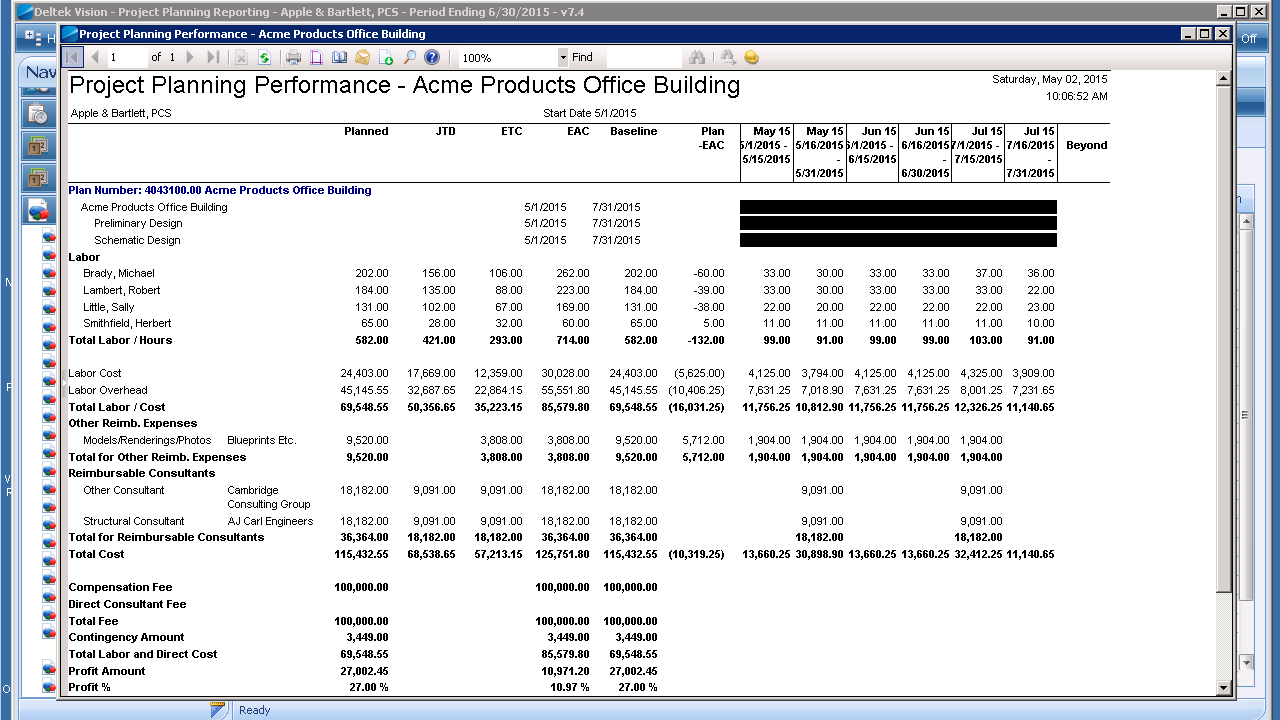 Deltek Vision - Project Planning Reporting - Apple & Bartlett, PCS - Period Ending 6/30/2015 - v7.4
Project Planning Performance - Acme Products Office Building
H
Off
1 of 1 100% Find
Nav
Project Planning Performance - Acme Products Office Building
Saturday, May 02, 2015
10:06:52 AM
Apple & Bartlett, PCS Start Date 5/1/2015
Planned JTD ETC EAC Baseline Plan May 15 May 15 Jun 15 Jun 15 Jul 15 Jul 15
-EAC 5/1/2015 - 5/16/2015 6/1/2015 - 6/16/2015 7/1/2015 - 7/16/2015 Beyond
5/15/2015 - 6/15/2015 - 7/15/2015 -
5/31/2015 6/30/2015 7/31/2015
Plan Number: 4043100.00 Acme Products Office Building
Acme Products Office Building 5/1/2015 7/31/2015
Preliminary Design 5/1/2015 7/31/2015
Schematic Design 5/1/2015 7/31/2015
Labor
Brady, Michael 202.00 156.00 106.00 262.00 202.00 -60.00 33.00 30.00 33.00 33.00 37.00 36.00
Lambert, Robert 184.00 135.00 88.00 223.00 184.00 -39.00 33.00 30.00 33.00 33.00 33.00 22.00
Little, Sally 131.00 102.00 67.00 169.00 131.00 -38.00 22.00 20.00 22.00 22.00 22.00 23.00
Smithfield, Herbert 65.00 28.00 32.00 60.00 65.00 5.00 11.00 11.00 11.00 11.00 11.00 10.00
Total Labor / Hours 582.00 421.00 293.00 714.00 582.00 -132.00 99.00 91.00 99.00 99.00 103.00 91.00
Labor Cost 24,403.00 17,669.00 12,359.00 30,028.00 24,403.00 (5,625.00) 4,125.00 3,794.00 4,125.00 4,125.00 4,325.00 3,909.00
Labor Overhead 45,145.55 32,687.65 22,864.15 55,551.80 45,145.55 (10,406.25) 7,631.25 7,018.90 7,631.25 7,631.25 8,001.25 7,231.65
Total Labor / Cost 69,548.55 50,356.65 35,223.15 85,579.80 69,548.55 (16,031.25) 11,756.25 10,812.90 11,756.25 11,756.25 12,326.25 11,140.65
Other Reimb. Expenses
Models/Renderings/Photos Blueprints Etc. 9,520.00 3,808.00 3,808.00 9,520.00 5,712.00 1,904.00 1,904.00 1,904.00 1,904.00 1,904.00
Total for Other Reimb. Expenses 9,520.00 3,808.00 3,808.00 9,520.00 5,712.00 1,904.00 1,904.00 1,904.00 1,904.00 1,904.00
Reimbursable Consultants
Other Consultant Cambridge 18,182.00 9,091.00 9,091.00 18,182.00 18,182.00 9,091.00 9,091.00
Consulting Group
Structural Consultant AJ Carl Engineers 18,182.00 9,091.00 9,091.00 18,182.00 18,182.00 9,091.00 9,091.00
Total for Reimbursable Consultants 36,364.00 18,182.00 18,182.00 36,364.00 36,364.00 18,182.00 18,182.00
Total Cost 115,432.55 68,538.65 57,213.15 125,751.80 115,432.55 (10,319.25) 13,660.25 30,898.90 13,660.25 13,660.25 32,412.25 11,140.65
Compensation Fee 100,000.00 100,000.00 100,000.00
Direct Consultant Fee
Total Fee 100,000.00 100,000.00 100,000.00
Contingency Amount 3,449.00 3,449.00 3,449.00
Total Labor and Direct Cost 69,548.55 85,579.80 69,548.55
Profit Amount 27,002.45 10,971.20 27,002.45
Profit % 27.00 % 10.97 % 27.00 %
Ready